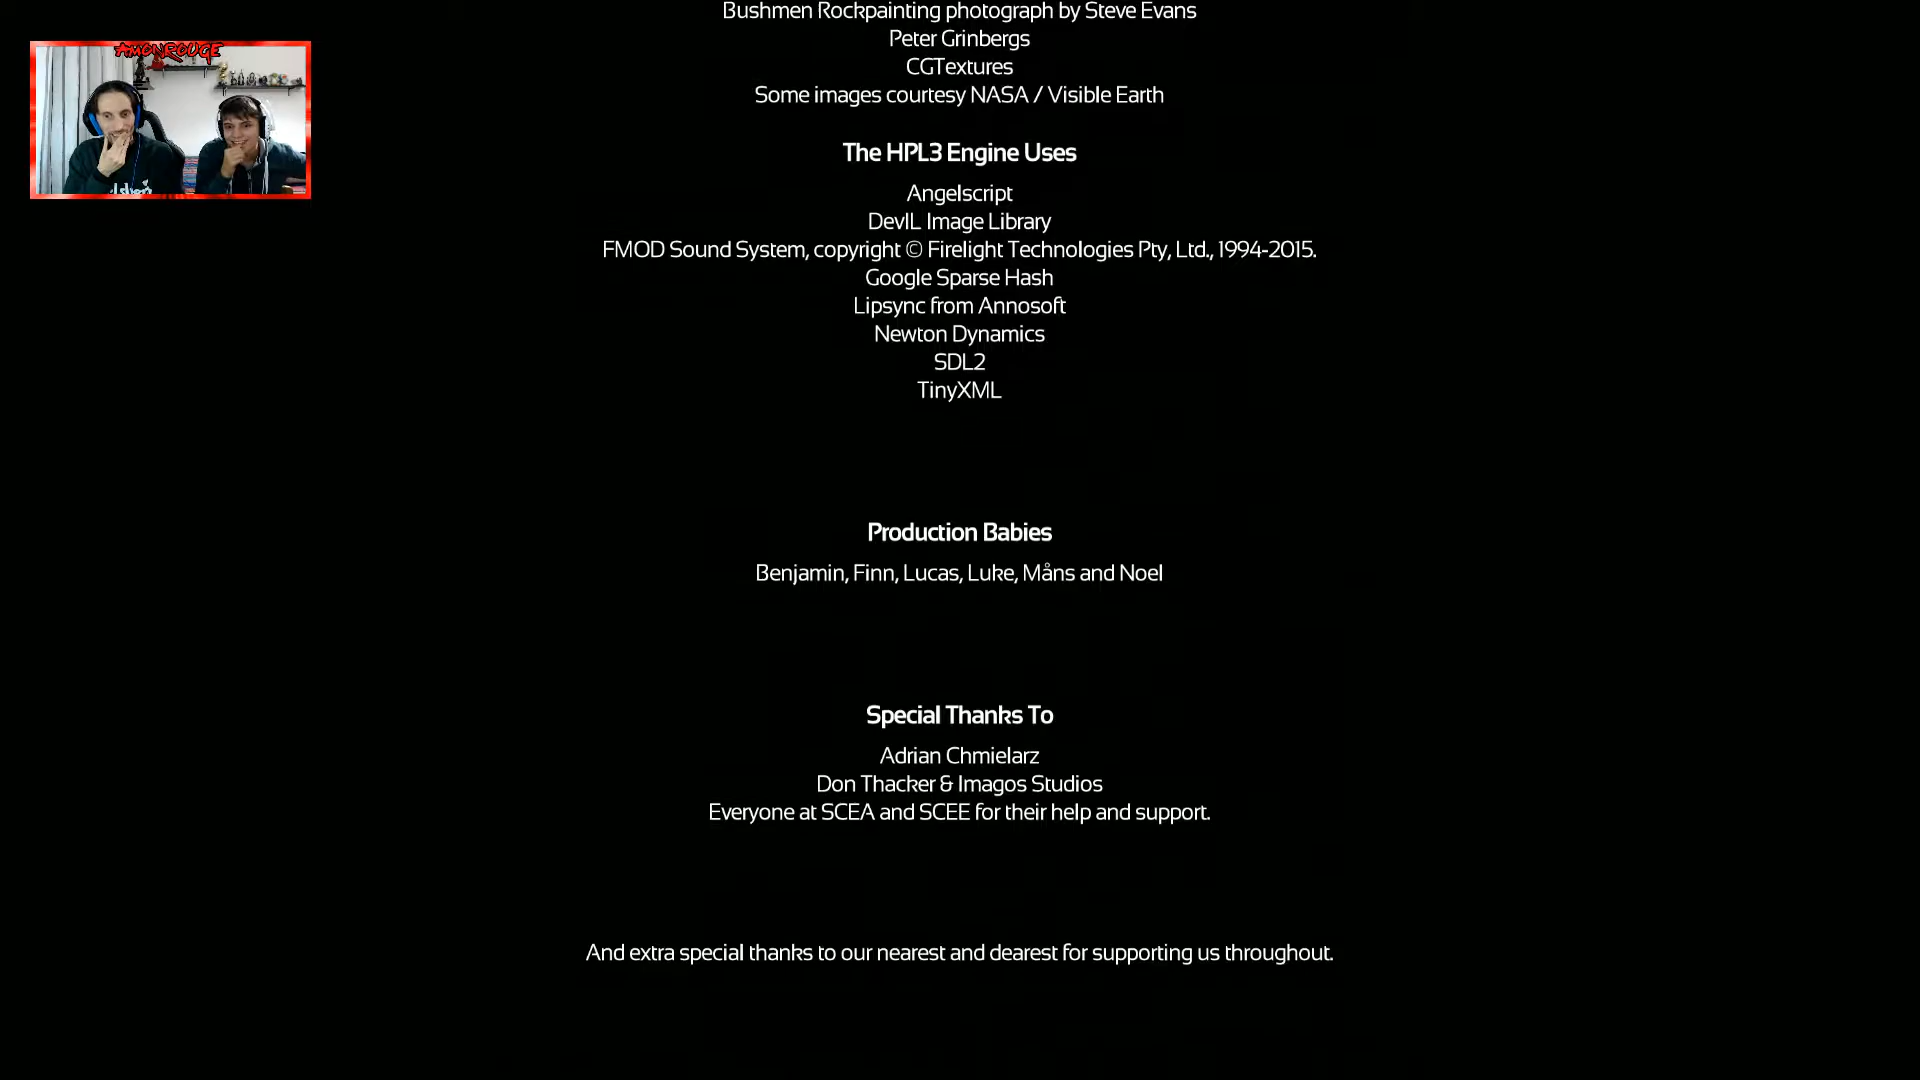 Bushmen Rockpainting photograph by Steve Evans
Peter Grinbergs
CGTextures
Some images courtesy NASA / Visible Earth
AMONROUGE
The HPL3 Engine Uses
Angelscript
DevIL Image Library
FMOD Sound System, copyright © Firelight Technologies Pty, Ltd., 1994-2015.
Google Sparse Hash
Lipsync from Annosoft
Newton Dynamics
SDL2
TinyXML
Production Babies
Benjamin, Finn, Lucas, Luke, Måns and Noel
Special Thanks To
Adrian Chmielarz
Don Thacker & Imagos Studios
Everyone at SCEA and SCEE for their help and support.
And extra special thanks to our nearest and dearest for supporting us throughout.